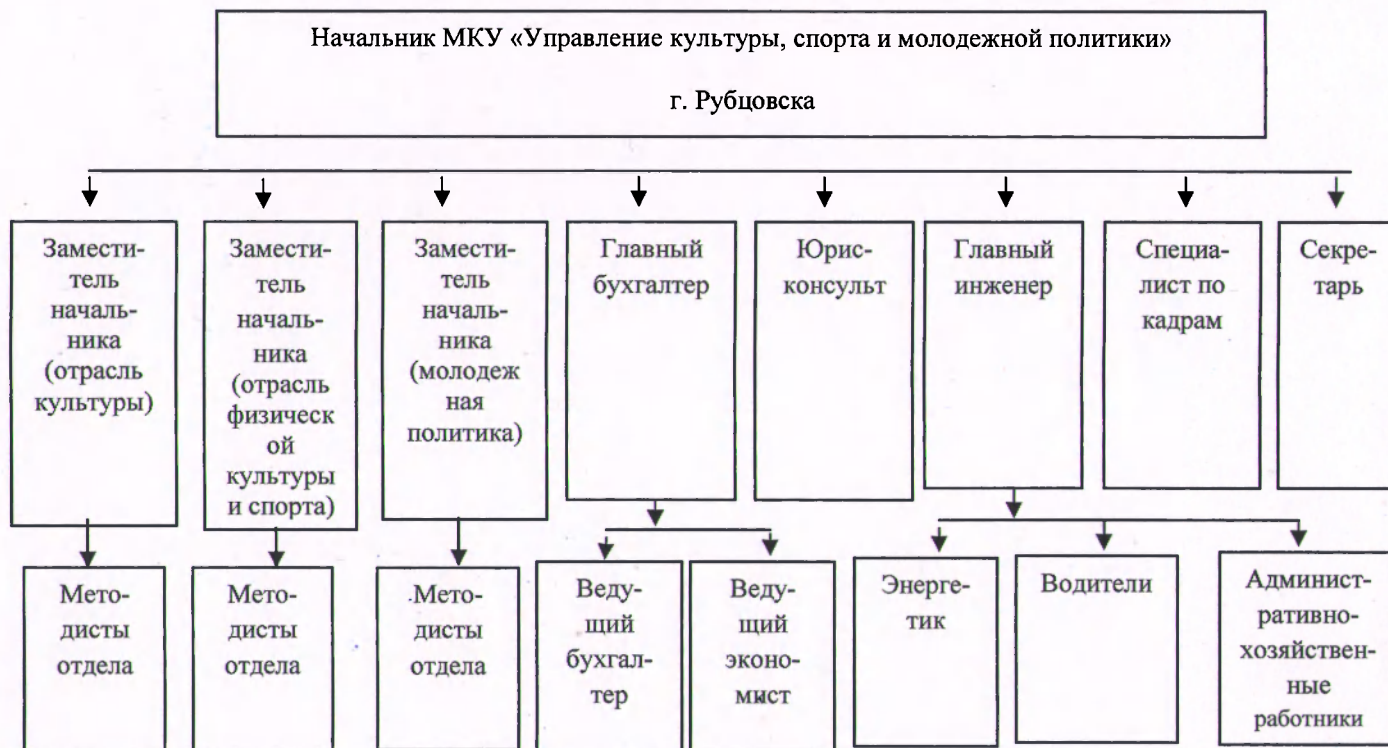 Начальник МКУ «Управление культуры, спорта и молодежной политики»
г. Рубцовска
Замести-
тель
началь-
ника
(отрасль
культуры)
Замести-
тель
началь-
ника
(отрасль
физическ
ой
культуры
и спорта)
Замести-
тель
началь-
ника
(молодеж
ная
политика)
Главный
бухгалтер
Юрис-
консульт
Главный
инженер
Специа-
лист по
кадрам
Секре-
тарь
Мето-
дисты
отдела
Мето-
дисты
отдела
Мето-
дисты
отдела
Веду-
щий
бухгал-
тер
Веду-
щий
эконо-
мист
Энерге-
тик
Водители
Админист-
ративно-
хозяйствен-
ные
работники